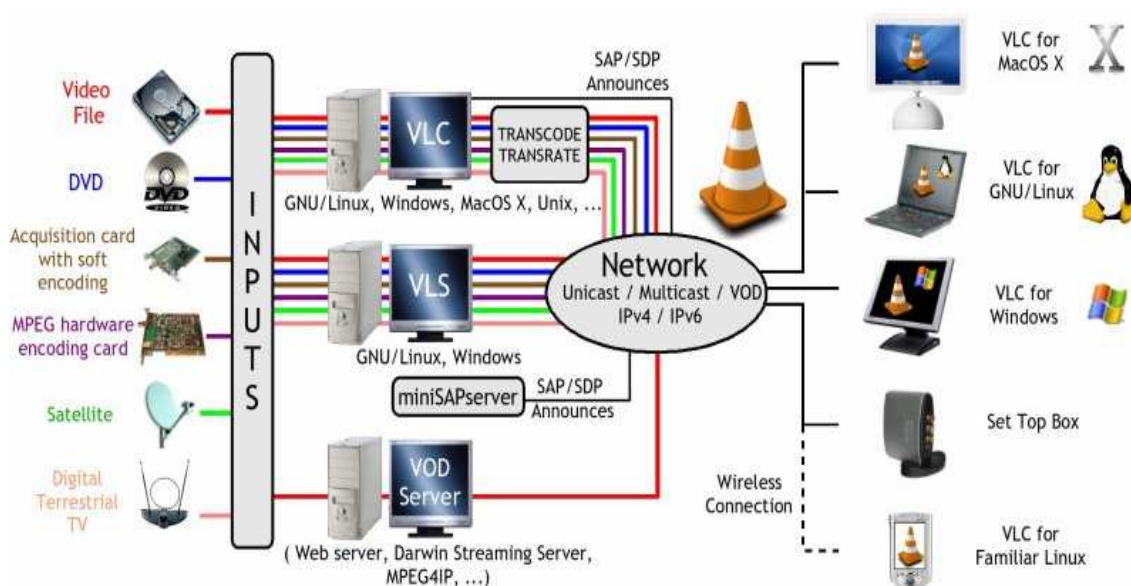 Video
File
DVD
DVD
VIDEO
Acquisition card
with soft
encoding
MPEG hardware
encoding card
Satellite
Digital
Terrestrial
TV
INPUTS
VLC
GNU/Linux, Windows, MacOS X, Unix, ...
TRANSCODE
TRANSRATE
SAP/SDP
Announces
VLS
GNU/Linux, Windows
miniSAPserver
SAP/SDP
Announces
VOD
Server
( Web server, Darwin Streaming Server,
MPEG4IP, ...)
Network
Unicast / Multicast / VOD
IPv4 / IPv6
VLC for
MacOS X
X
VLC for
GNU/Linux
VLC for
Windows
Set Top Box
Wireless
Connection
VLC for
Familiar Linux